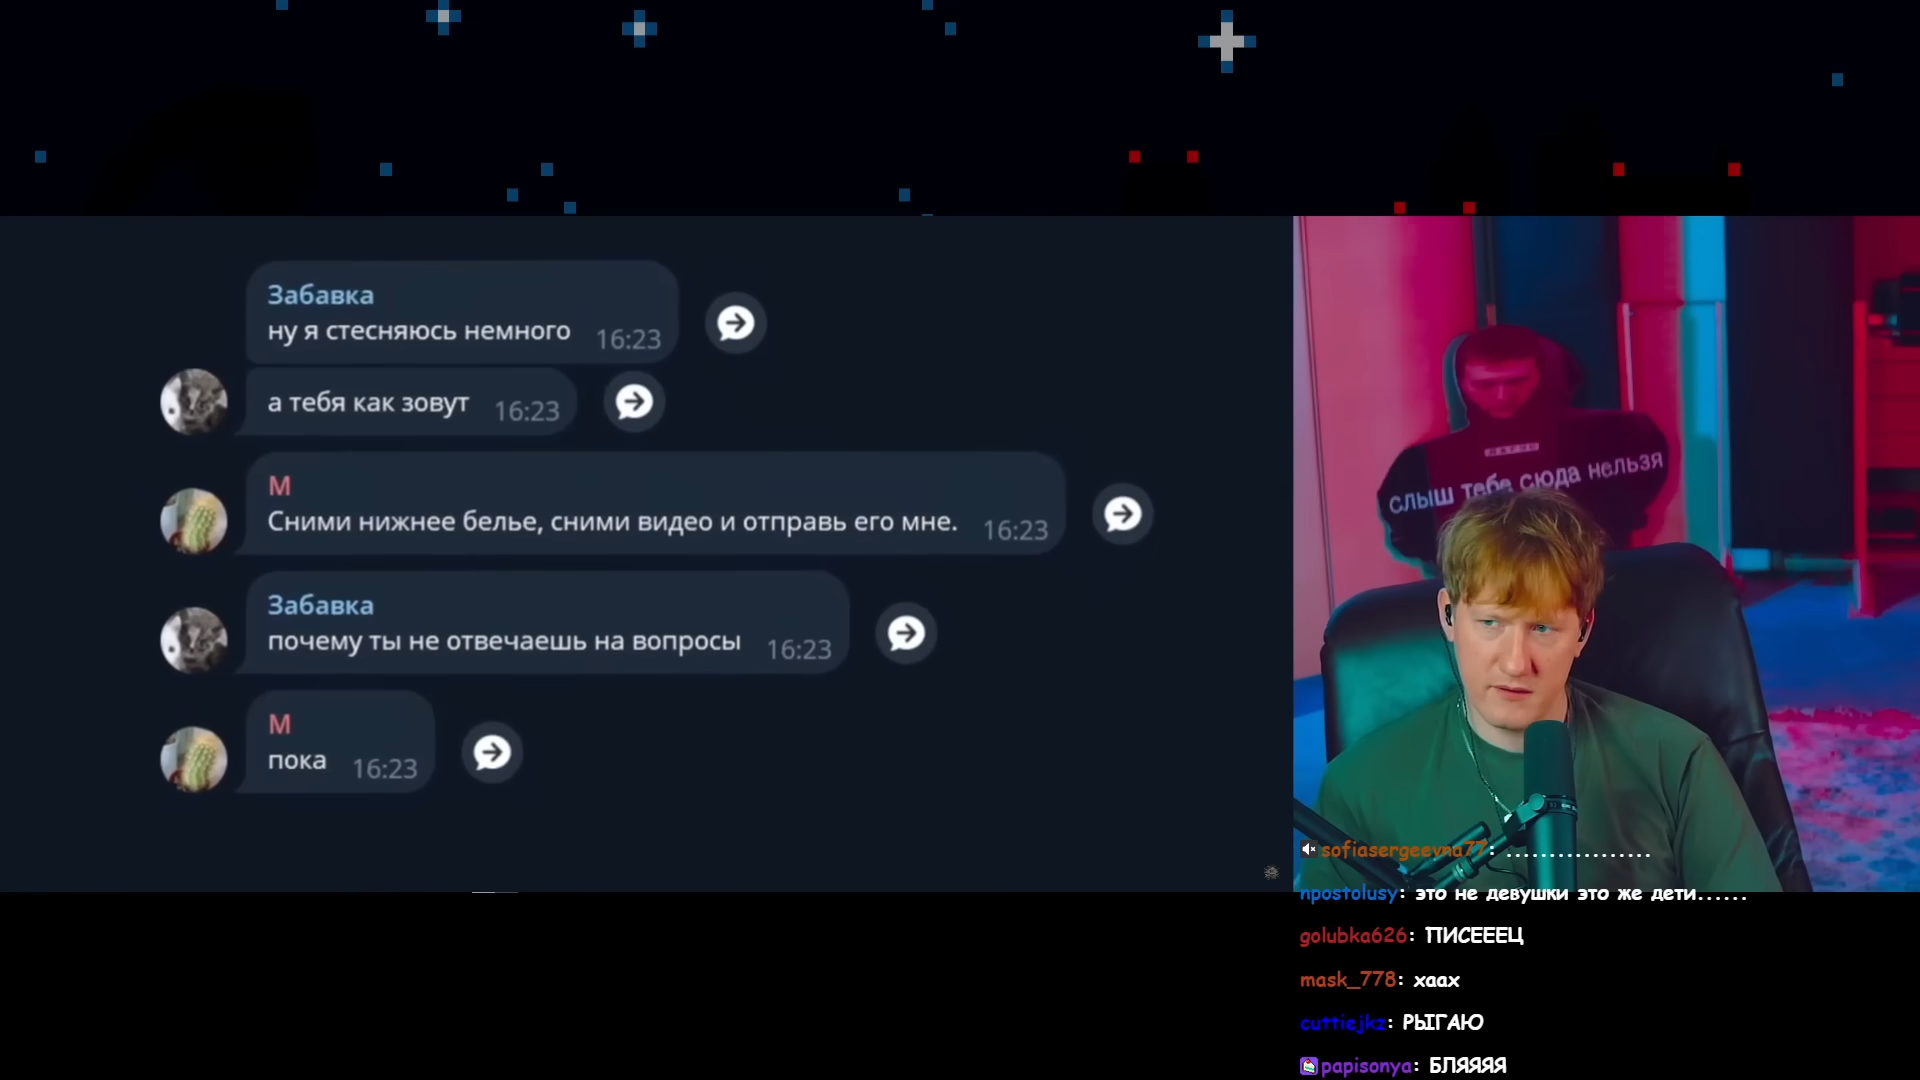 Забавка
ну я стесняюсь немного 16:23
а тебя как зовут 16:23
М
Сними нижнее белье, сними видео и отправь его мне. 16:23
Забавка
почему ты не отвечаешь на вопросы 16:23
М
пока 16:23
СЛЫШ тебе сюда нельзя
sofiasergeevna77: .................
npostolusy: это не девушки это же дети......
golubka626: ПИСЕЕЕЦ
mask_778: хаах
cuttiejkz: РЫГАЮ
papisonya: БЛЯЯЯЯ